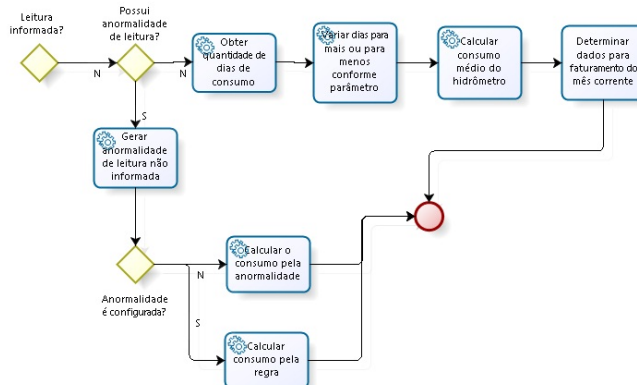 Leitura
informada?
N
Possui
anormalidade
de leitura?
N
S
Obter
quantidade de
dias de
consumo
Variar dias para
mais ou para
menos
conforme
parâmetro
Calcular
consumo
médio do
hidrômetro
Determinar
dados para
faturamento do
mês corrente
Gerar
anormalidade
de leitura não
informada
Anormalidade
é configurada?
N
S
Calcular o
consumo pela
anormalidade
Calcular
consumo pela
regra